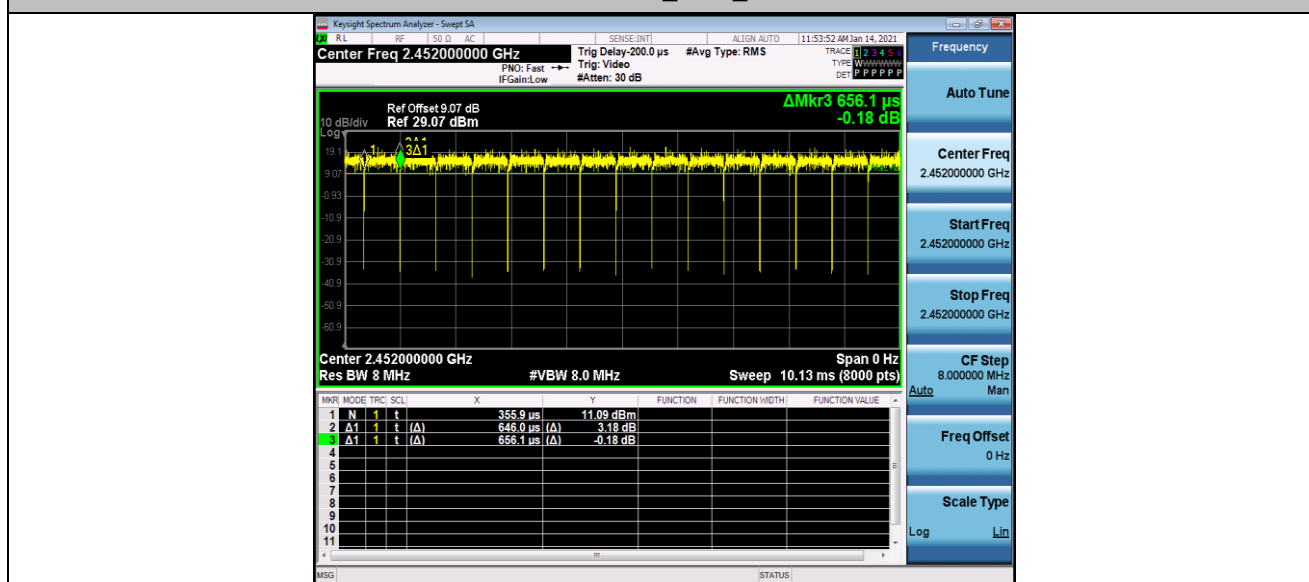 Keysight Spectrum Analyzer - Swept SA
RL RF 50 Ω AC SENSE:INT ALIGN AUTO 11:53:52 AM Jan 14, 2021
Center Freq 2.452000000 GHz
PNO: Fast
IFGain:Low
Trig Delay-200.0 µs
Trig: Video
#Atten: 30 dB
#Avg Type: RMS
TRACE 1 2 3 4 5 6
TYPE WWWWWW
DET P P P P P P
ΔMkr3 656.1 µs
-0.18 dB
Ref Offset 9.07 dB
10 dB/div Ref 29.07 dBm
Log
1
3Δ1
19.1
9.07
-0.93
-10.9
-20.9
-30.9
-40.9
-50.9
-60.9
Center 2.452000000 GHz Span 0 Hz
Res BW 8 MHz #VBW 8.0 MHz Sweep 10.13 ms (8000 pts)
MKR MODE TRC SCL X Y FUNCTION FUNCTION WIDTH FUNCTION VALUE
1 N 1 t 355.9 µs 11.09 dBm
2 Δ1 1 t (Δ) 646.0 µs (Δ) 3.18 dB
3 Δ1 1 t (Δ) 656.1 µs (Δ) -0.18 dB
4
5
6
7
8
9
10
11
MSG STATUS
Frequency
Auto Tune
Center Freq
2.452000000 GHz
Start Freq
2.452000000 GHz
Stop Freq
2.452000000 GHz
CF Step
8.000000 MHz
Auto Man
Freq Offset
0 Hz
Scale Type
Log Lin